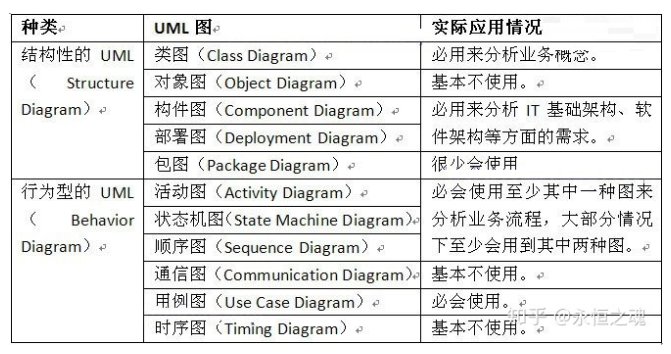 种类 UML 图 实际应用情况
结构性的 UML 类图（Class Diagram） 必用来分析业务概念。
（ Structure 对象图（Object Diagram） 基本不使用。
Diagram） 构件图（Component Diagram） 必用来分析 IT 基础架构、软
部署图（Deployment Diagram） 件架构等方面的需求。
包图（Package Diagram） 很少会使用
行为型的 UML 活动图（Activity Diagram） 必会使用至少其中一种图来
（ Behavior 状态机图（State Machine Diagram） 分析业务流程，大部分情况
Diagram） 顺序图（Sequence Diagram） 下至少会用到其中两种图。
通信图（Communication Diagram） 基本不使用。
用例图（Use Case Diagram） 必会使用。
时序图（Timing Diagram） 基本不使用。
知乎 @永恒之魂